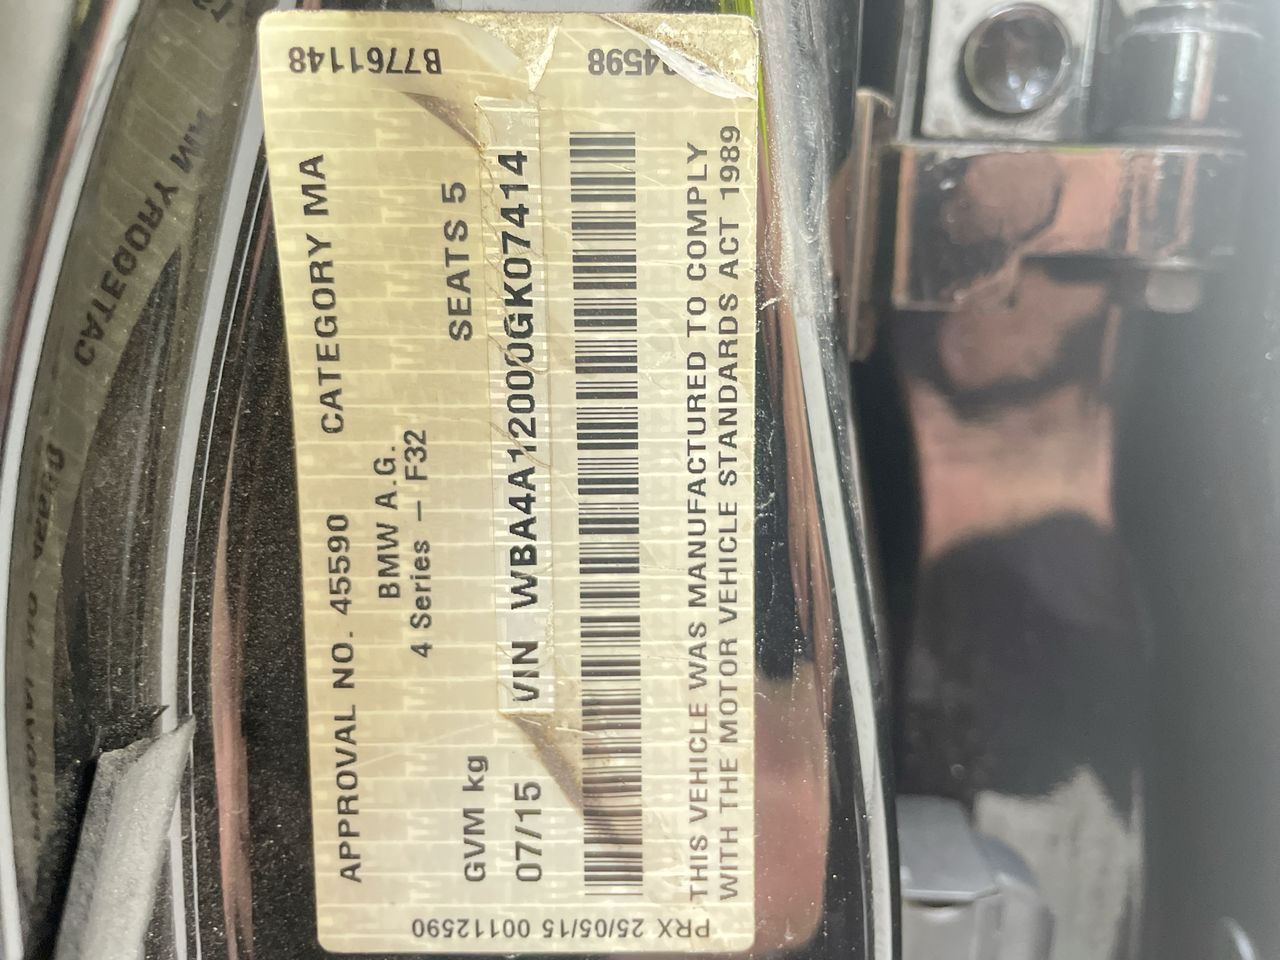 APPROVAL NO. 45590 CATEGORY MA
BMW A.G.
4 Series – F32
GVM kg SEATS 5
07/15 VIN WBA4A12000GK07414
THIS VEHICLE WAS MANUFACTURED TO COMPLY
WITH THE MOTOR VEHICLE STANDARDS ACT 1989
PRX 25/05/15 00112590
B7761148
CATEGORY MA